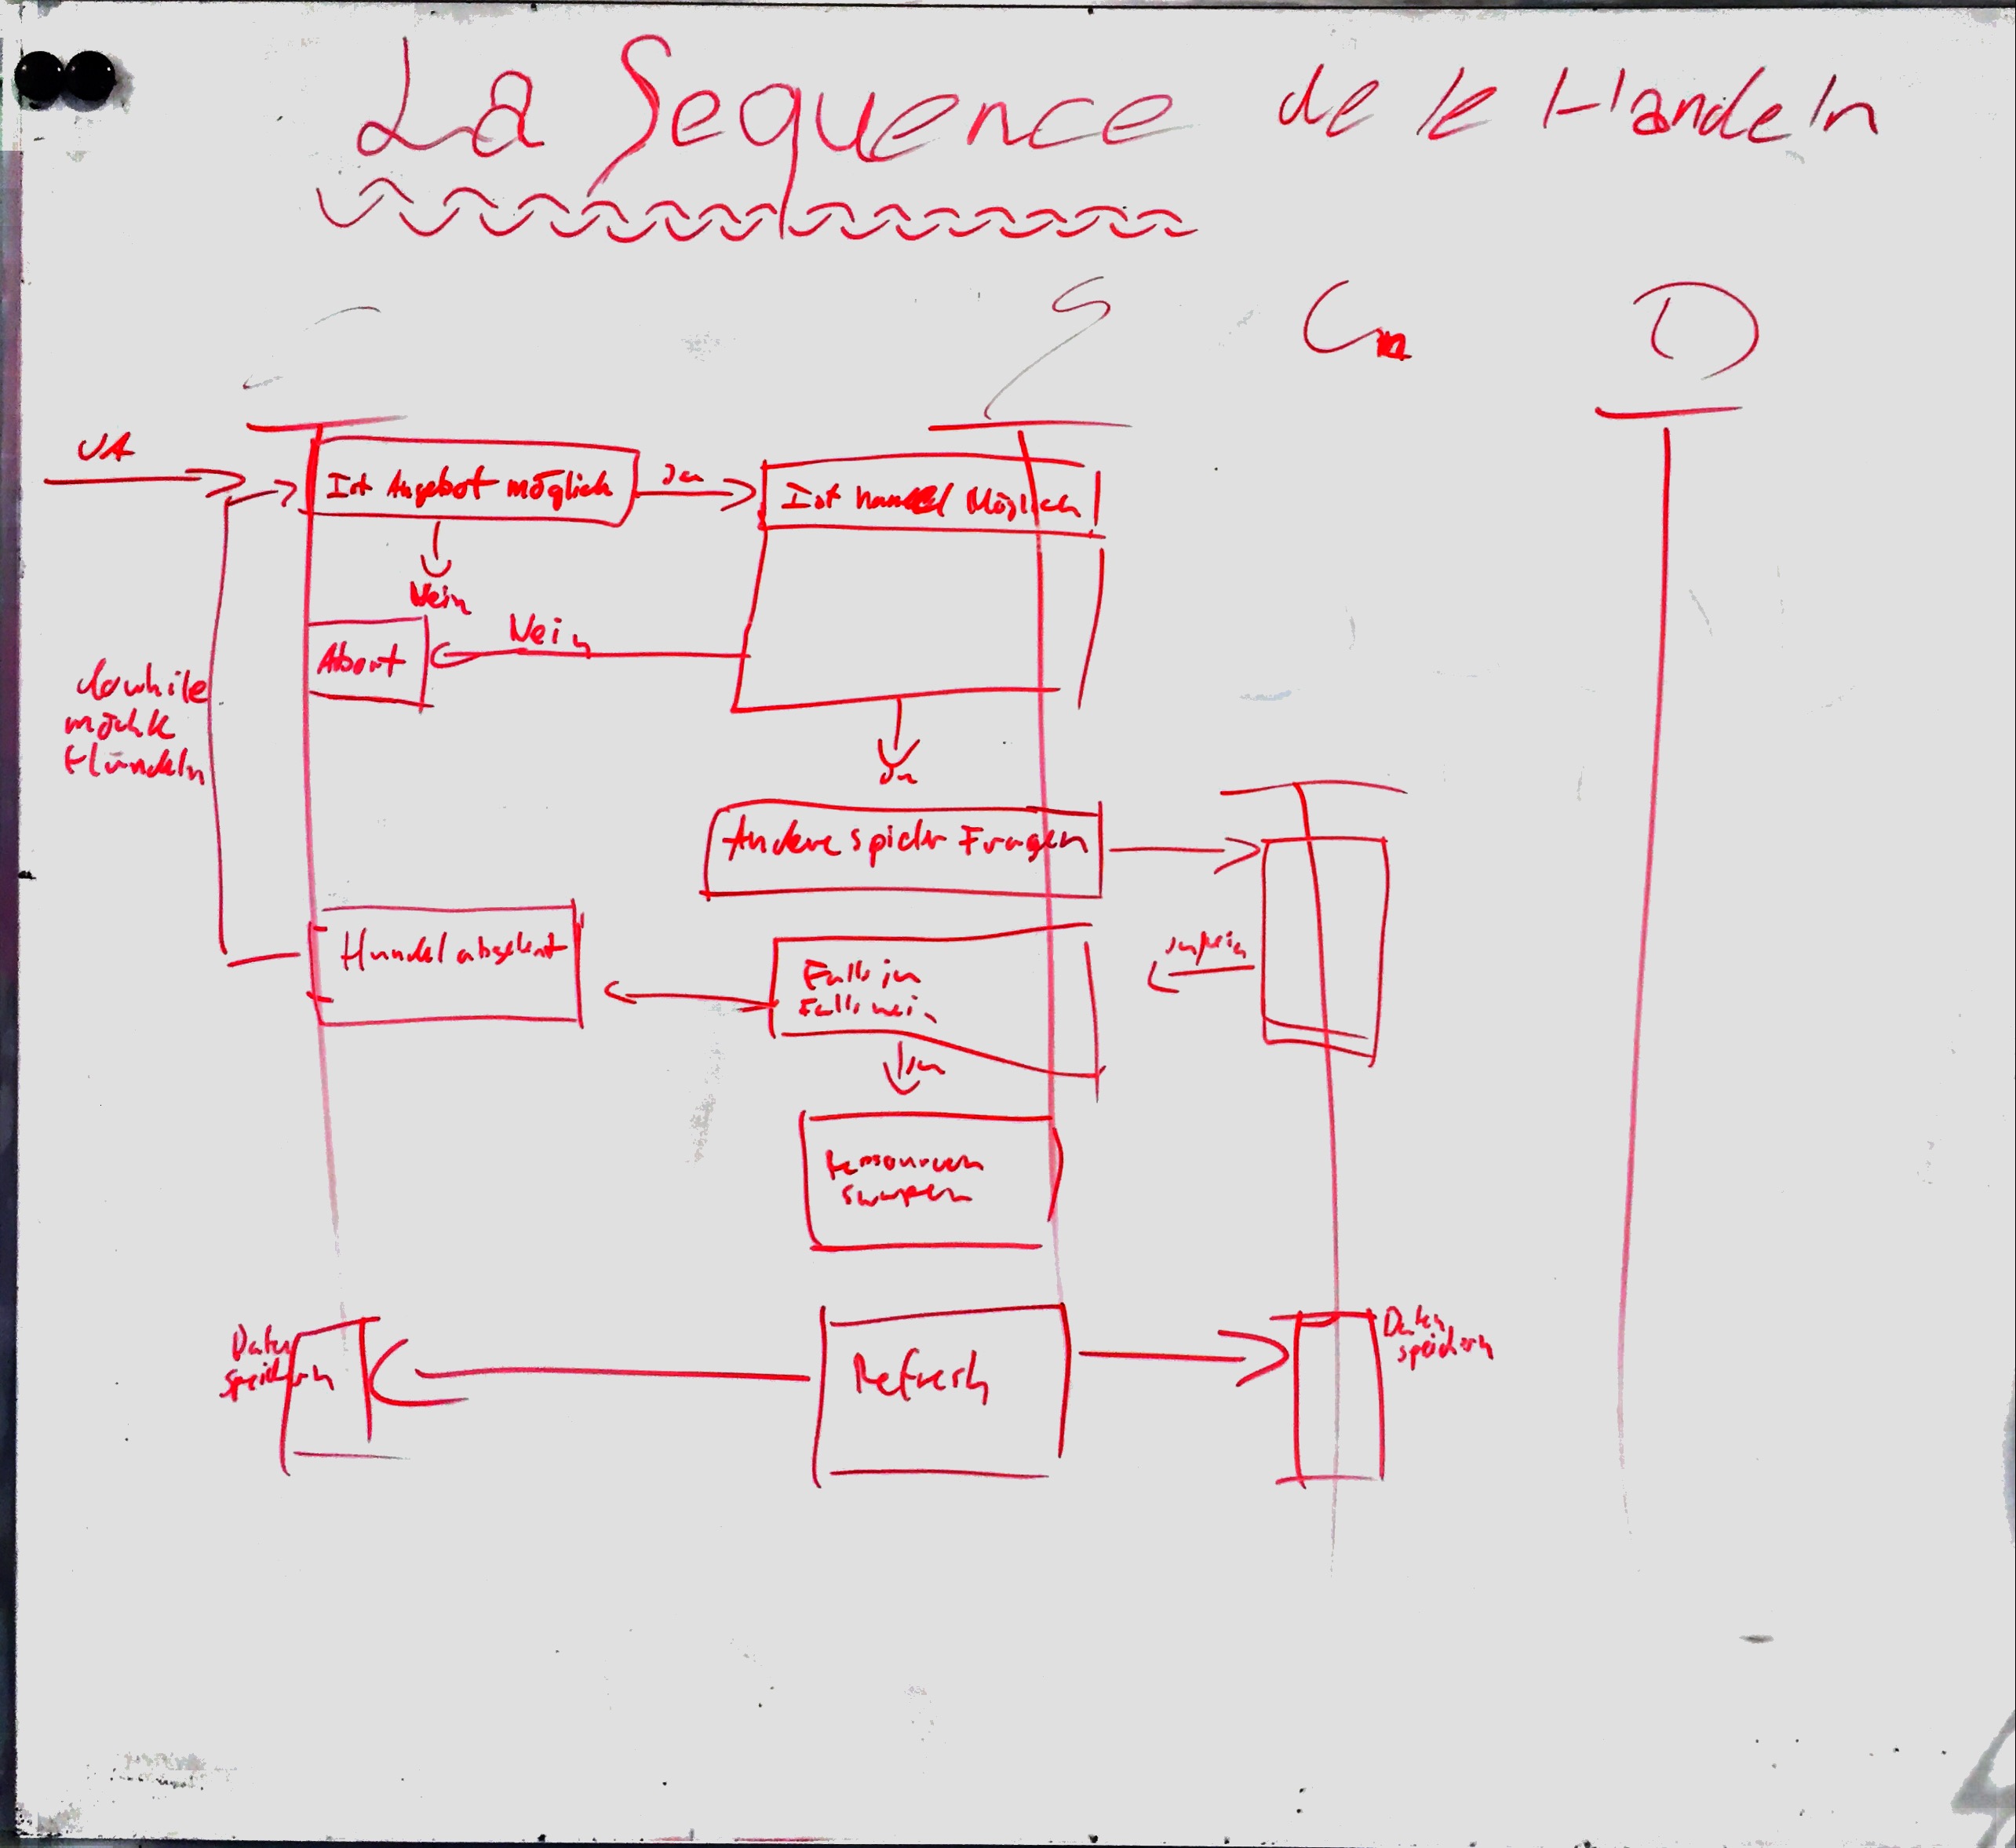 La Sequence de le Handeln
S
Cn
D
UA
Ist Angebot möglich
Ja
Ist handel Möglich
Nein
Abort
Nein
dowhile
möchte
Handeln
Ja
Andere spieler Fragen
Handel abgelehnt
Falls ja
Falls nein
ja/nein
Ja
Ressourcen
swapen
Refresh
Daten
speichern
Daten
speichern